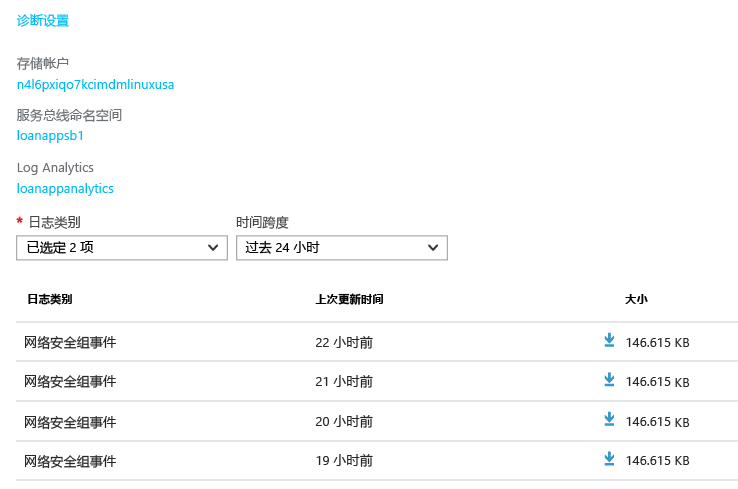 诊断设置
存储帐户
n4l6pxiqo7kcimdmlinuxusa
服务总线命名空间
loanappsb1
Log Analytics
loanappanalytics
* 日志类别 时间跨度
已选定 2 项 过去 24 小时
日志类别 上次更新时间 大小
网络安全组事件 22 小时前 146.615 KB
网络安全组事件 21 小时前 146.615 KB
网络安全组事件 20 小时前 146.615 KB
网络安全组事件 19 小时前 146.615 KB